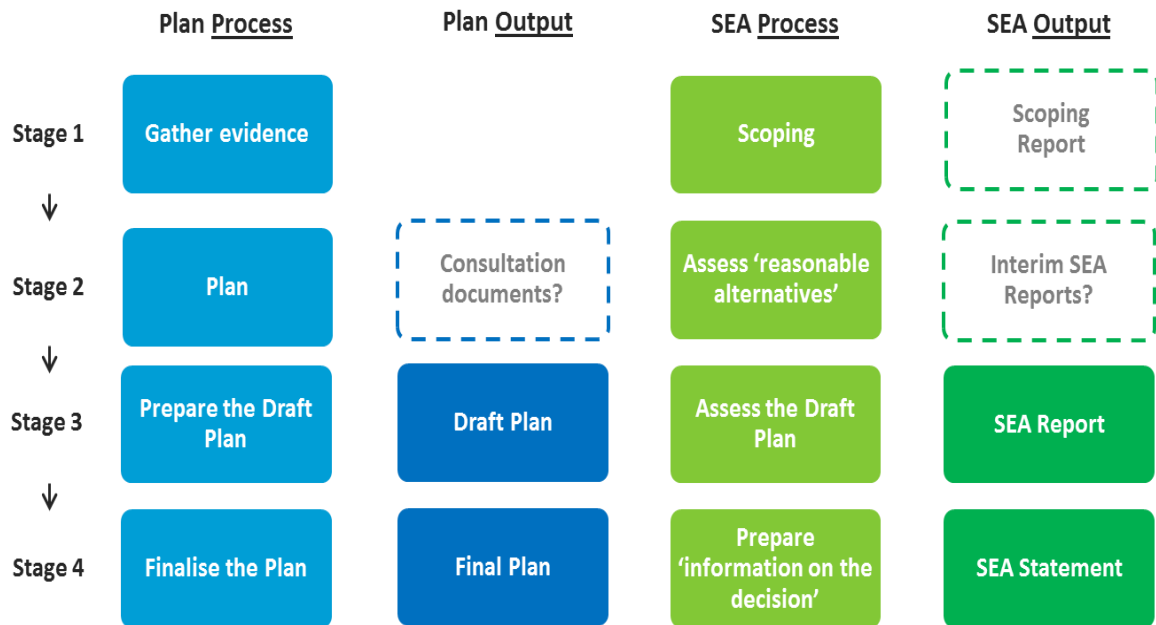 Plan Process
Plan Output
SEA Process
SEA Output
Stage 1
Gather evidence
Scoping
Scoping
Report
Stage 2
Plan
Consultation
documents?
Assess ‘reasonable
alternatives’
Interim SEA
Reports?
Stage 3
Prepare the Draft
Plan
Draft Plan
Assess the Draft
Plan
SEA Report
Stage 4
Finalise the Plan
Final Plan
Prepare
‘information on the
decision’
SEA Statement